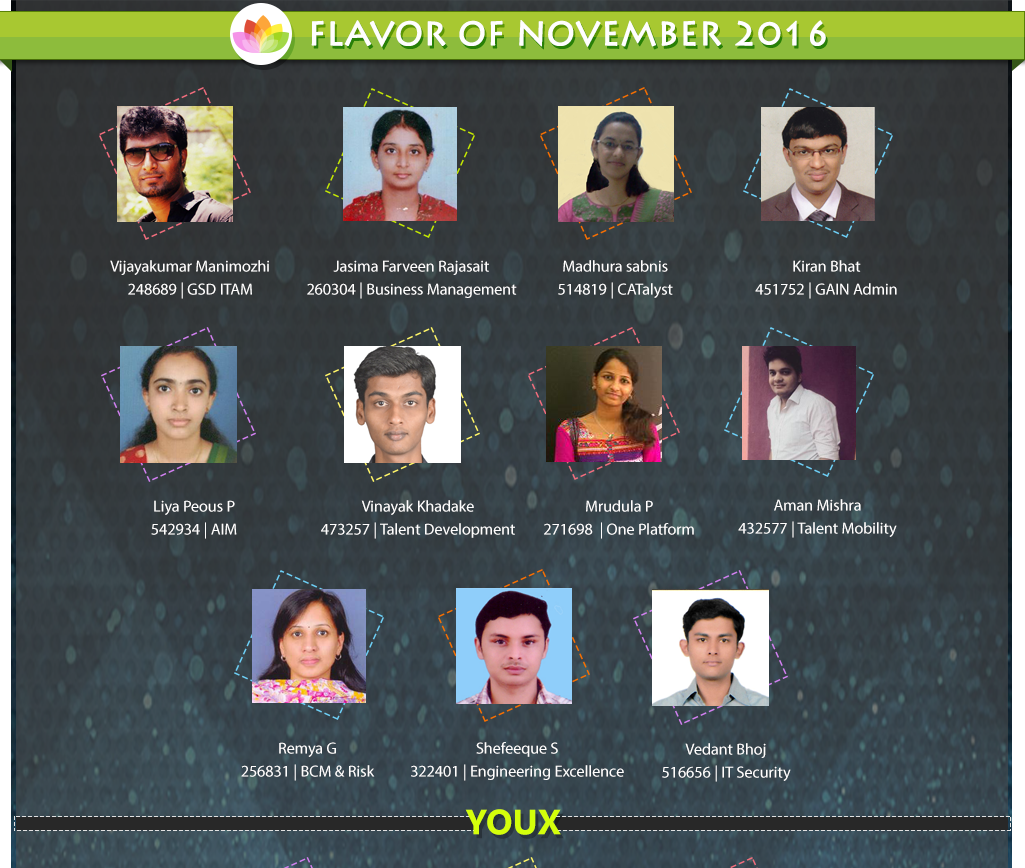 FLAVOR OF NOVEMBER 2016
Vijayakumar Manimozhi
248689 | GSD ITAM
Jasima Farveen Rajasait
260304 | Business Management
Madhura sabnis
514819 | CATalyst
Kiran Bhat
451752 | GAIN Admin
Liya Peous P
542934 | AIM
Vinayak Khadake
473257 | Talent Development
Mrudula P
271698 | One Platform
Aman Mishra
432577 | Talent Mobility
Remya G
256831 | BCM & Risk
Shefeeque S
322401 | Engineering Excellence
Vedant Bhoj
516656 | IT Security
YOUX